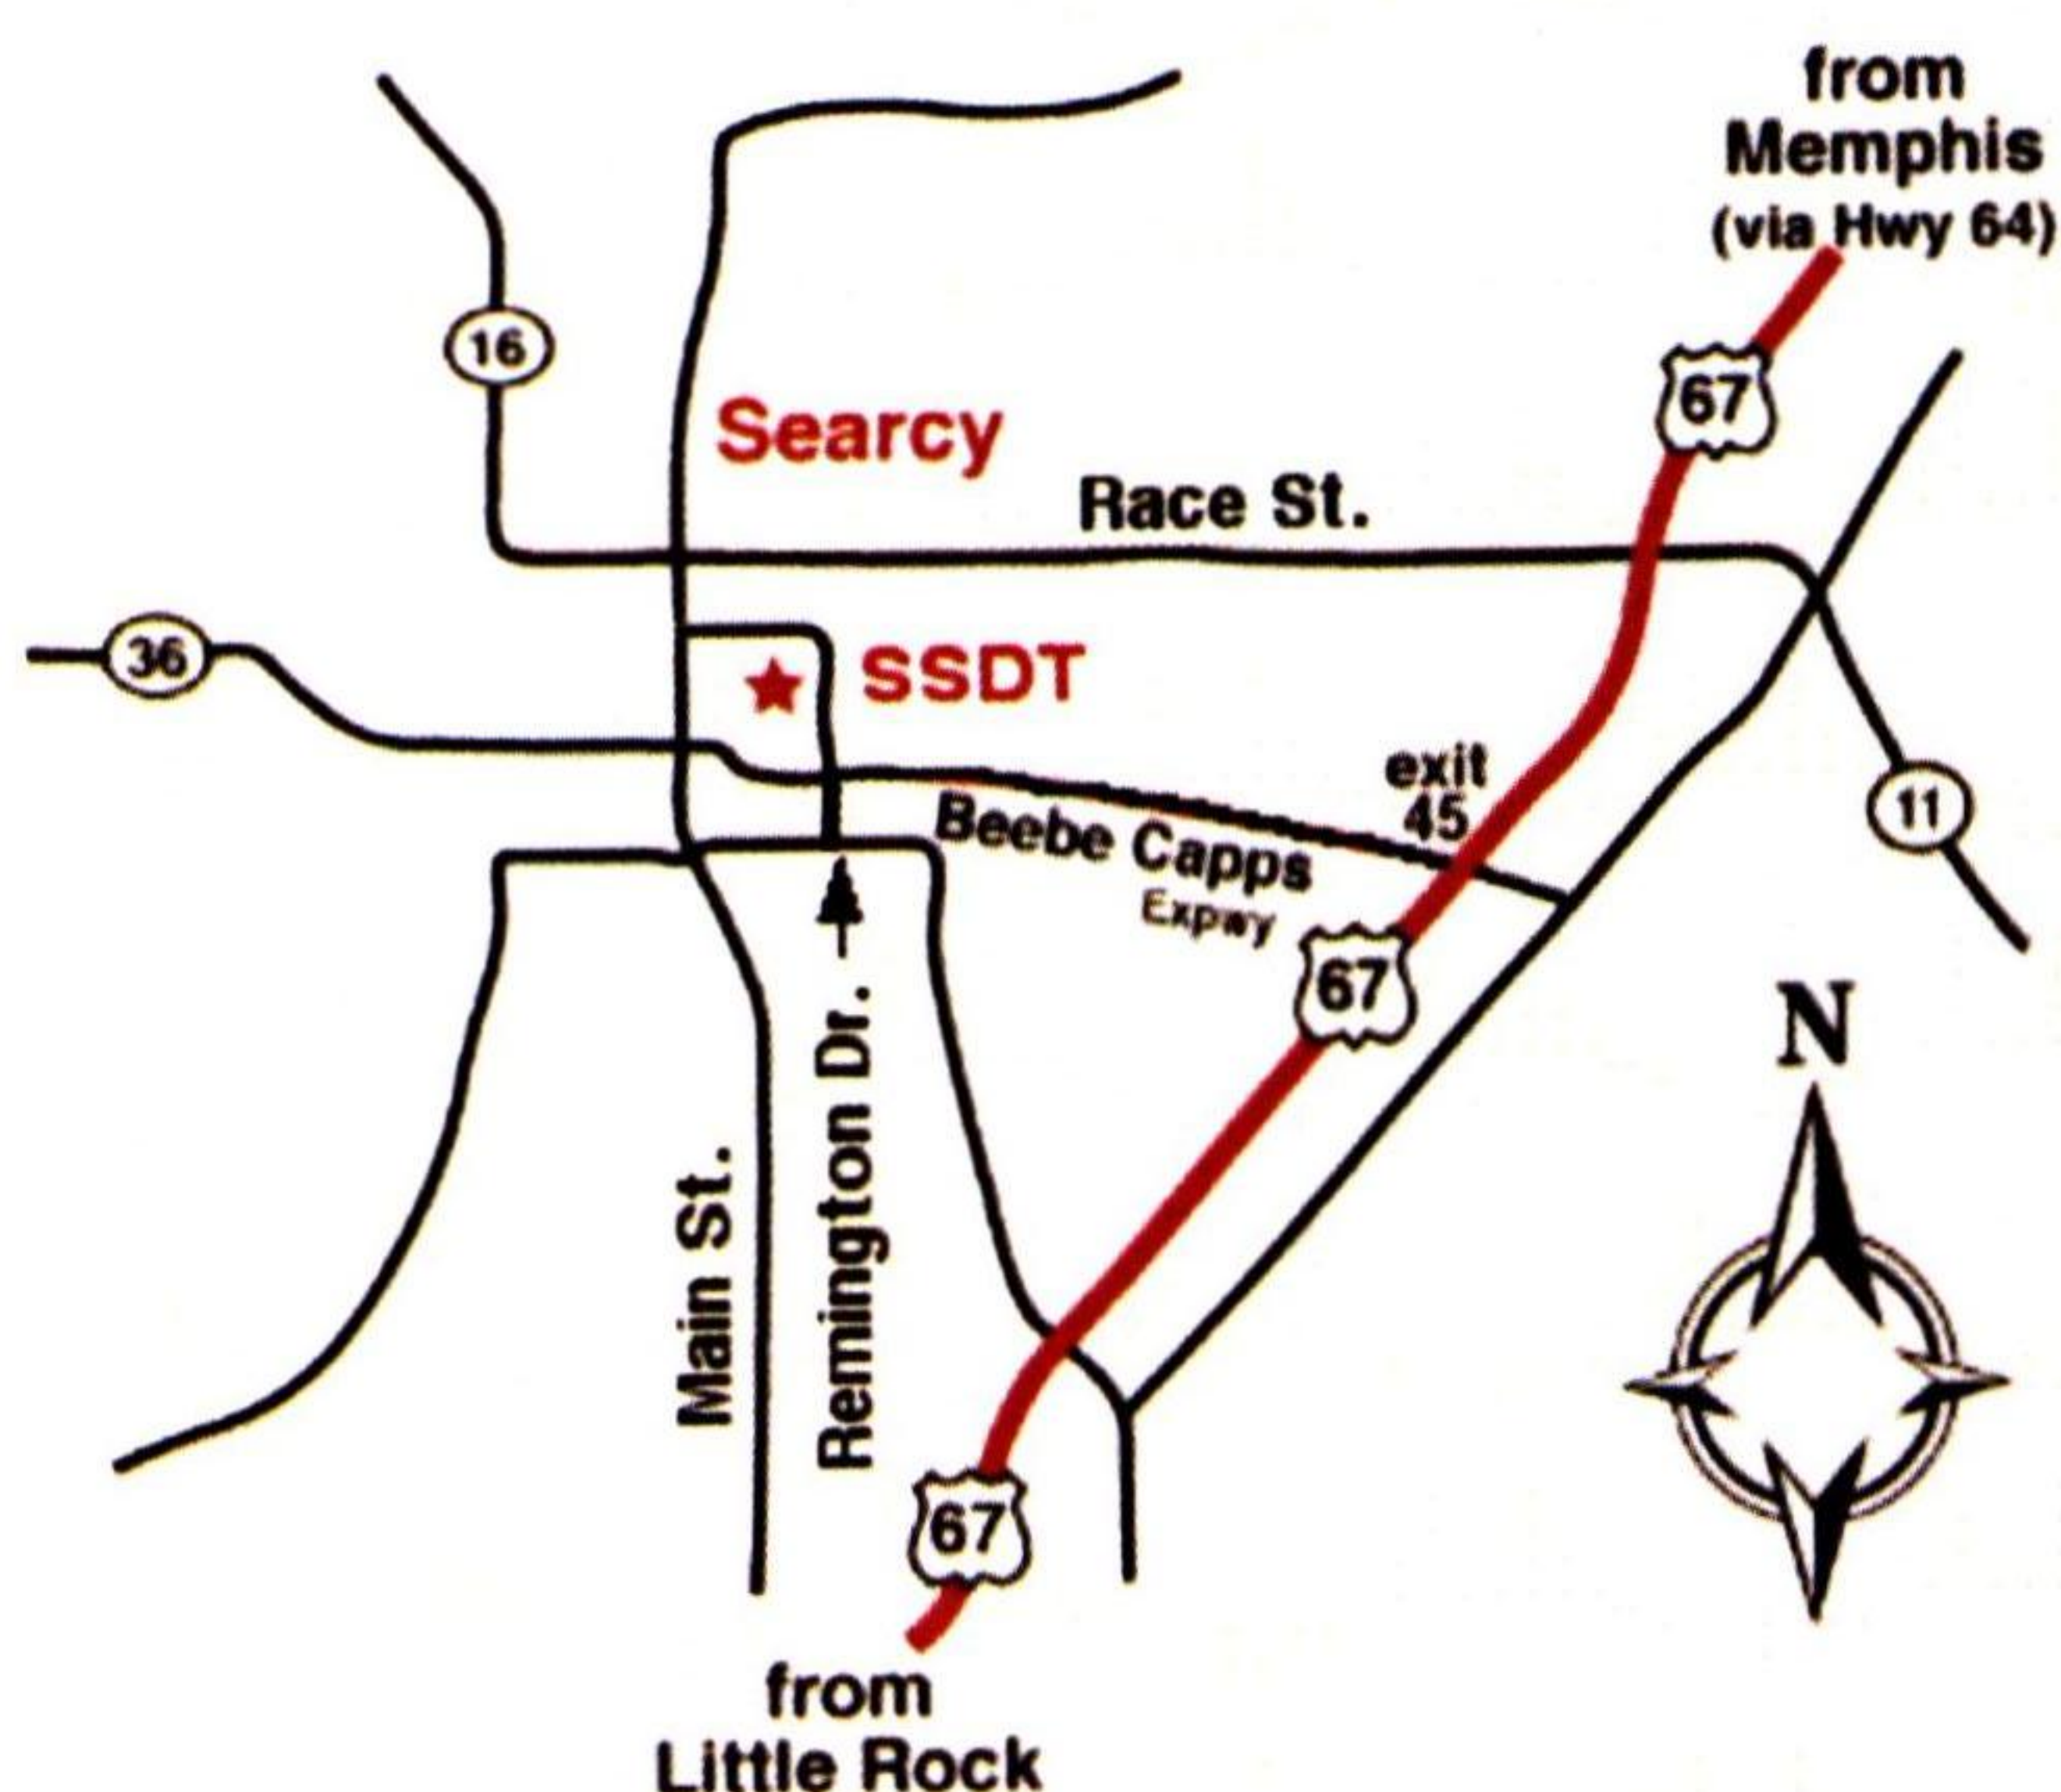 from
Memphis
(via Hwy 64)
16
67
Searcy
Race St.
36
SSDT
exit
45
11
Beebe Capps
Expwy
67
N
Main St.
Remington Dr.
67
from
Little Rock